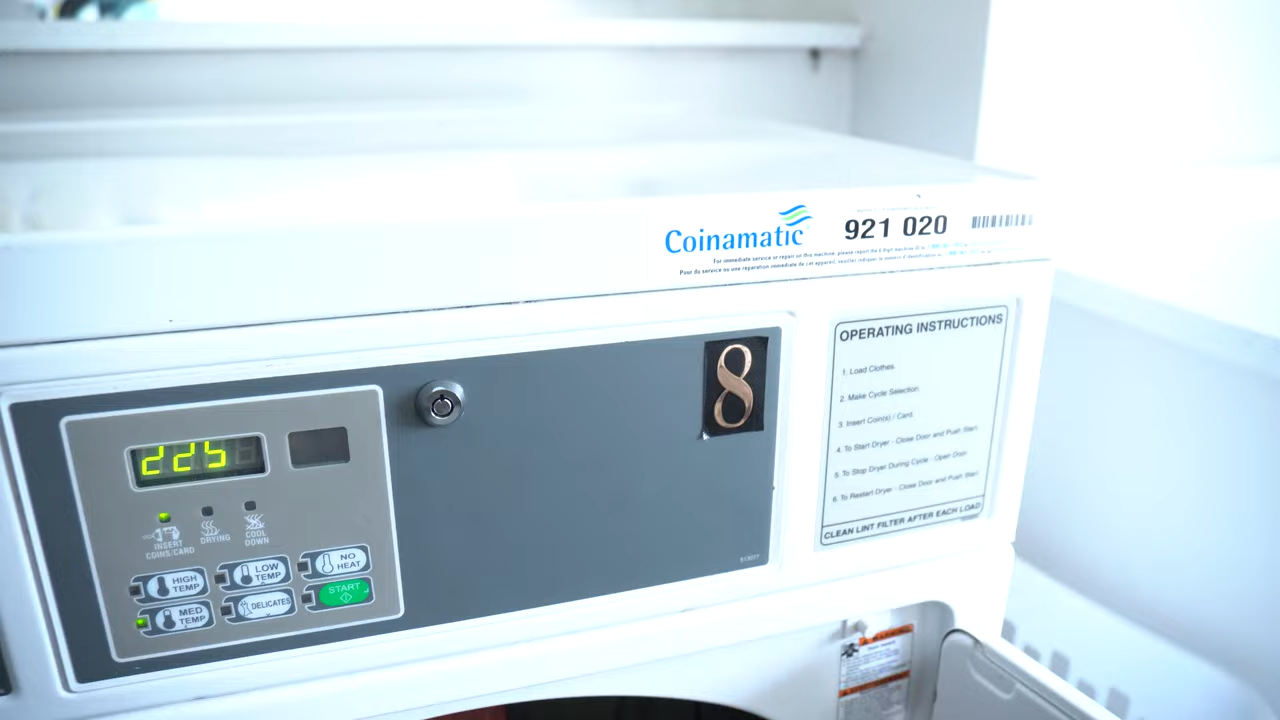 Coinamatic
921 020
For immediate service or repair on this machine, please report the 6 digit machine ID to
Pour du service ou une réparation immédiate de cet appareil, veuillez indiquer le numéro d'identification au
8
OPERATING INSTRUCTIONS
1. Load Clothes.
2. Make Cycle Selection.
3. Insert Coin(s) / Card.
4. To Start Dryer - Close Door and Push Start.
5. To Stop Dryer During Cycle - Open Door
6. To Restart Dryer - Close Door and Push Start
CLEAN LINT FILTER AFTER EACH LOAD
INSERT
COINS/CARD
DRYING
COOL
DOWN
HIGH
TEMP
LOW
TEMP
NO
HEAT
MED
TEMP
DELICATES
START